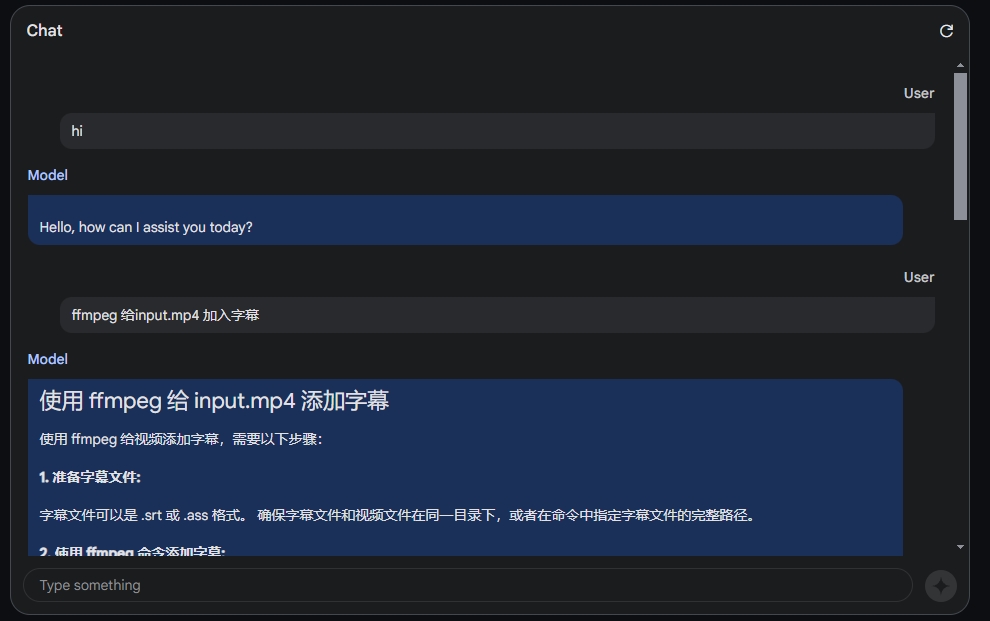 Chat
User
hi
Model
Hello, how can I assist you today?
User
ffmpeg 给input.mp4 加入字幕
Model
使用 ffmpeg 给 input.mp4 添加字幕
使用 ffmpeg 给视频添加字幕，需要以下步骤：
1. 准备字幕文件:
字幕文件可以是 .srt 或 .ass 格式。 确保字幕文件和视频文件在同一目录下，或者在命令中指定字幕文件的完整路径。
2. 使用 ffmpeg 命令添加字幕:
Type something